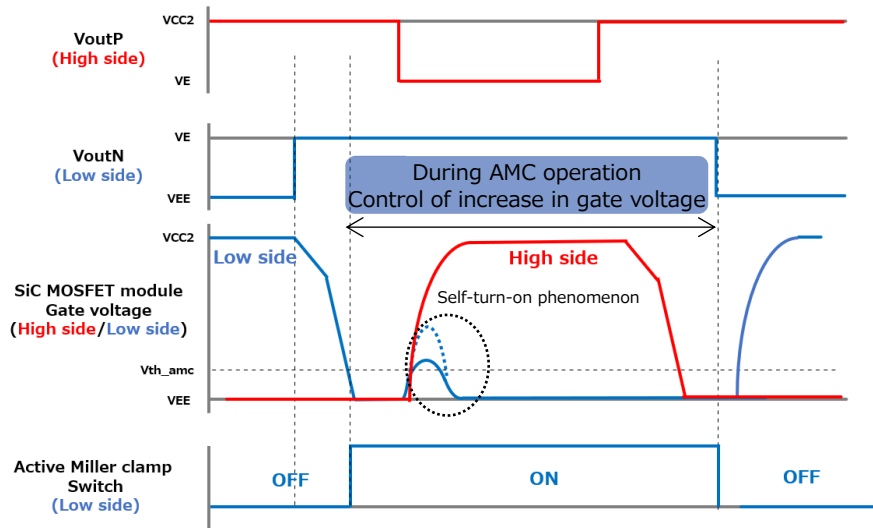 VCC2
VoutP
(High side)
VE
VE
VoutN
(Low side)
VEE
During AMC operation
Control of increase in gate voltage
VCC2
Low side
High side
SiC MOSFET module
Gate voltage
(High side/Low side)
Self-turn-on phenomenon
Vth_amc
VEE
Active Miller clamp
Switch
(Low side)
OFF
ON
OFF